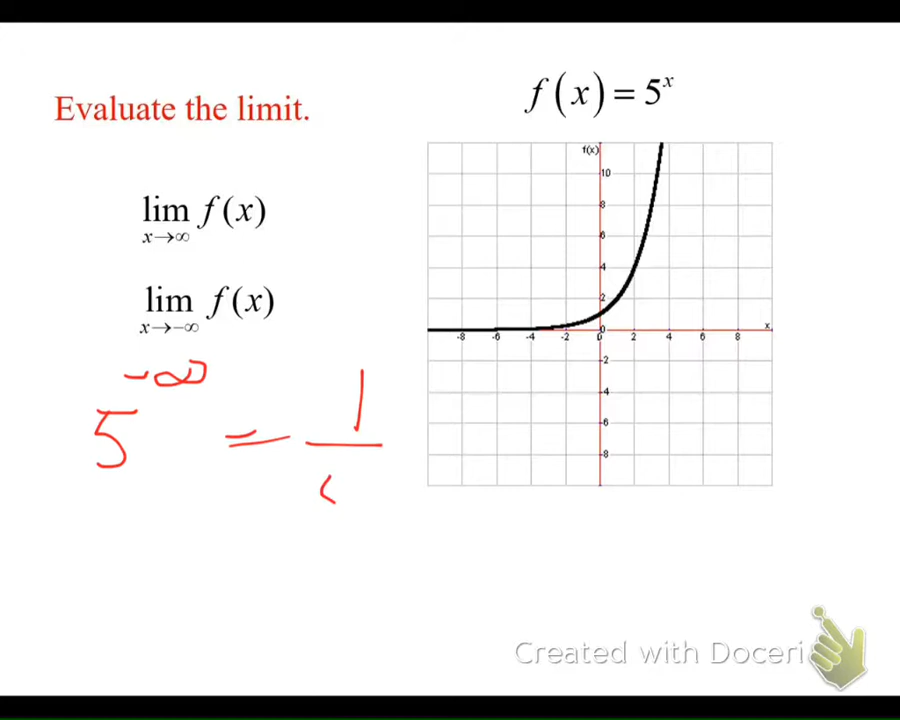 f(x) = 5^x
Evaluate the limit.
lim f(x)
x→∞
lim f(x)
x→-∞
5^-∞ = 1/
f(x)
10
8
6
4
2
0
-8 -6 -4 -2 0 2 4 6 8 x
-2
-4
-6
-8
Created with Doceri